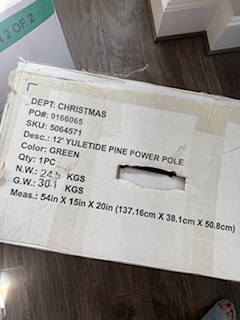 2 OF 2
DEPT: CHRISTMAS
PO#: 9166065
SKU: 5064571
Desc.: 12' YULETIDE PINE POWER POLE
Color: GREEN
Qty: 1PC
N.W.: 24.5 KGS
G.W.: 30.1 KGS
Meas.: 54in X 15in X 20in (137.16cm X 38.1cm X 50.8cm)